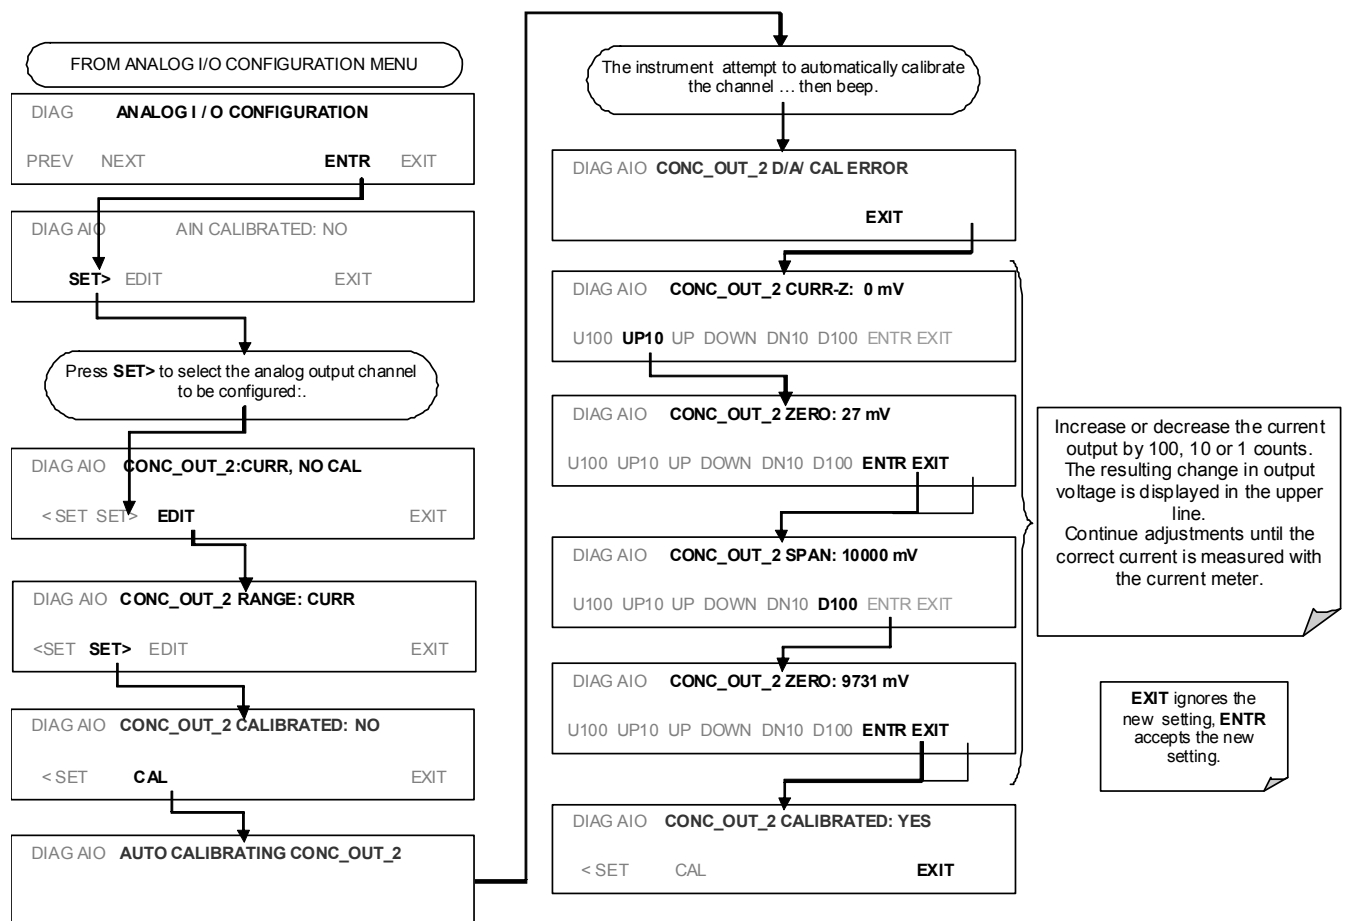 FROM ANALOG I/O CONFIGURATION MENU
DIAG ANALOG I / O CONFIGURATION
PREV NEXT ENTR EXIT
DIAG AIO AIN CALIBRATED: NO
SET> EDIT EXIT
Press SET> to select the analog output channel
to be configured:.
DIAG AIO CONC_OUT_2:CURR, NO CAL
< SET SET> EDIT EXIT
DIAG AIO CONC_OUT_2 RANGE: CURR
<SET SET> EDIT EXIT
DIAG AIO CONC_OUT_2 CALIBRATED: NO
< SET CAL EXIT
DIAG AIO AUTO CALIBRATING CONC_OUT_2
The instrument attempt to automatically calibrate
the channel ... then beep.
DIAG AIO CONC_OUT_2 D/A/ CAL ERROR
EXIT
DIAG AIO CONC_OUT_2 CURR-Z: 0 mV
U100 UP10 UP DOWN DN10 D100 ENTR EXIT
DIAG AIO CONC_OUT_2 ZERO: 27 mV
U100 UP10 UP DOWN DN10 D100 ENTR EXIT
DIAG AIO CONC_OUT_2 SPAN: 10000 mV
U100 UP10 UP DOWN DN10 D100 ENTR EXIT
DIAG AIO CONC_OUT_2 ZERO: 9731 mV
U100 UP10 UP DOWN DN10 D100 ENTR EXIT
DIAG AIO CONC_OUT_2 CALIBRATED: YES
< SET CAL EXIT
Increase or decrease the current
output by 100, 10 or 1 counts.
The resulting change in output
voltage is displayed in the upper
line.
Continue adjustments until the
correct current is measured with
the current meter.
EXIT ignores the
new setting, ENTR
accepts the new
setting.